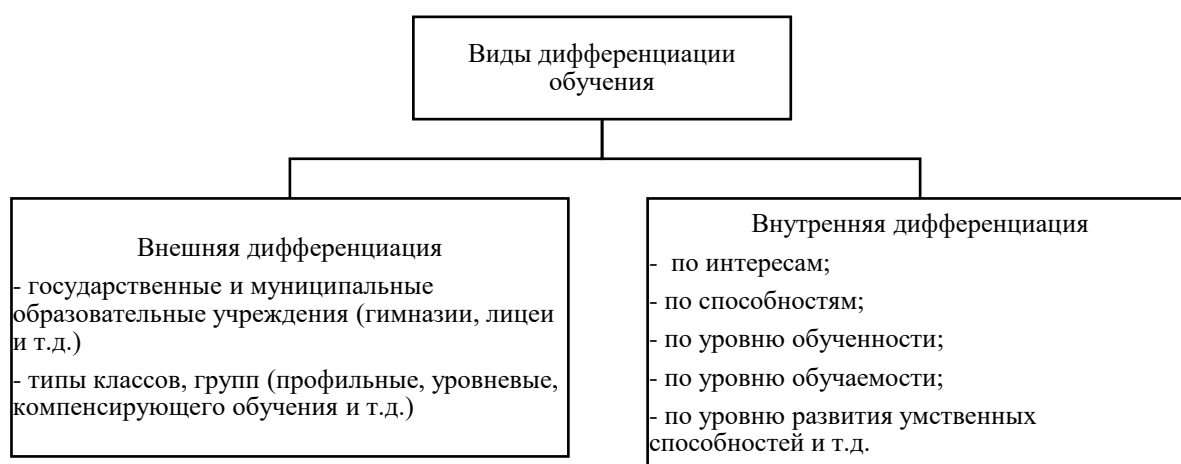 Виды дифференциации
обучения
Внешняя дифференциация
- государственные и муниципальные
образовательные учреждения (гимназии, лицеи
и т.д.)
- типы классов, групп (профильные, уровневые,
компенсирующего обучения и т.д.)
Внутренняя дифференциация
- по интересам;
- по способностям;
- по уровню обученности;
- по уровню обучаемости;
- по уровню развития умственных
способностей и т.д.